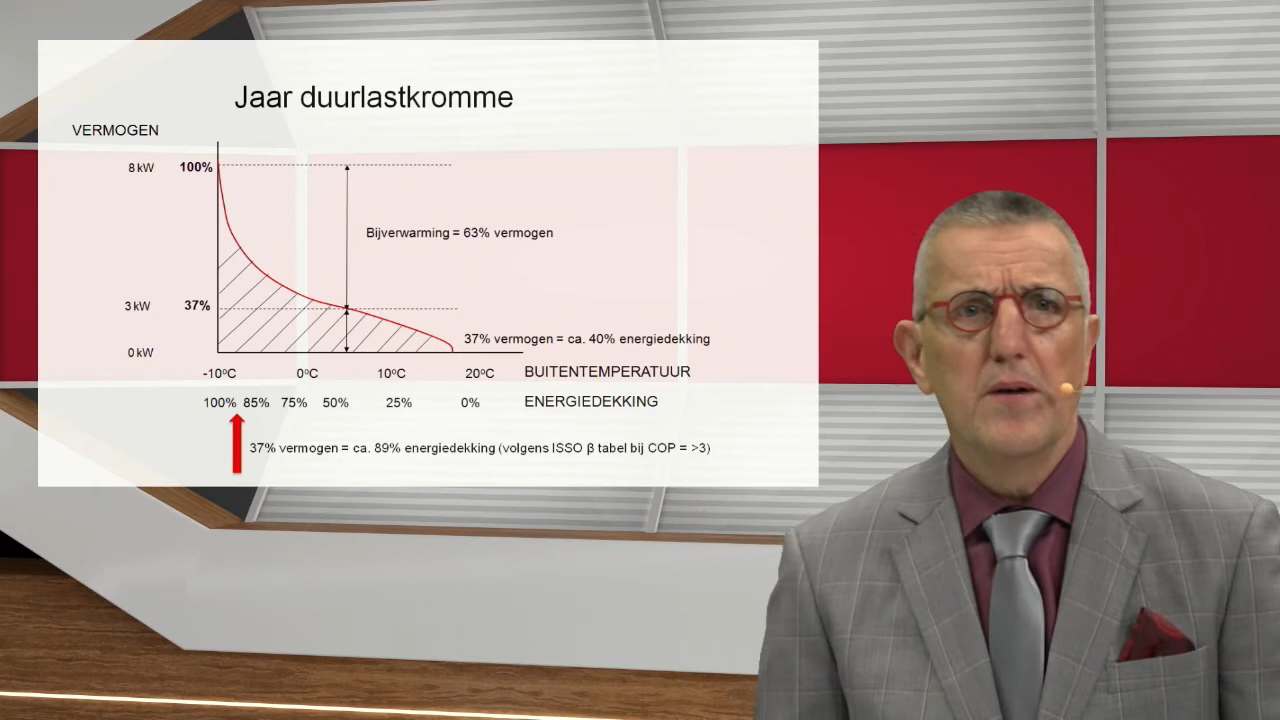 Jaar duurlastkromme
VERMOGEN
8 kW 100%
Bijverwarming = 63% vermogen
3 kW 37%
37% vermogen = ca. 40% energiedekking
0 kW
-10ºC 0ºC 10ºC 20ºC BUITENTEMPERATUUR
100% 85% 75% 50% 25% 0% ENERGIEDEKKING
37% vermogen = ca. 89% energiedekking (volgens ISSO β tabel bij COP = >3)